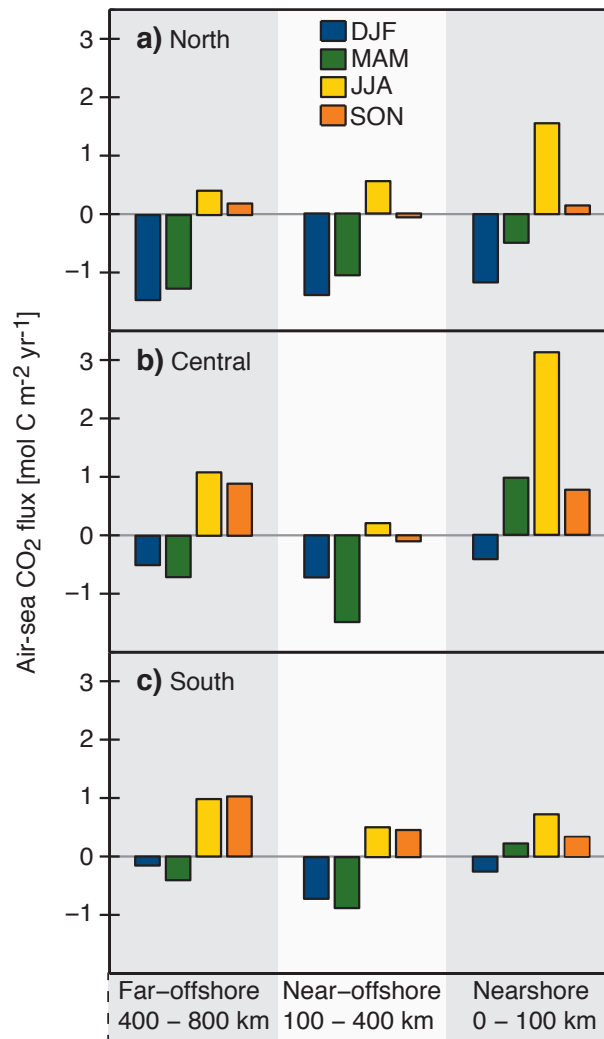 a) North
DJF
MAM
JJA
SON
3
2
1
0
−1
b) Central
3
2
1
0
−1
c) South
3
2
1
0
−1
Air-sea CO2 flux [mol C m-2 yr-1]
Far−offshore
400 − 800 km
Near−offshore
100 − 400 km
Nearshore
0 − 100 km